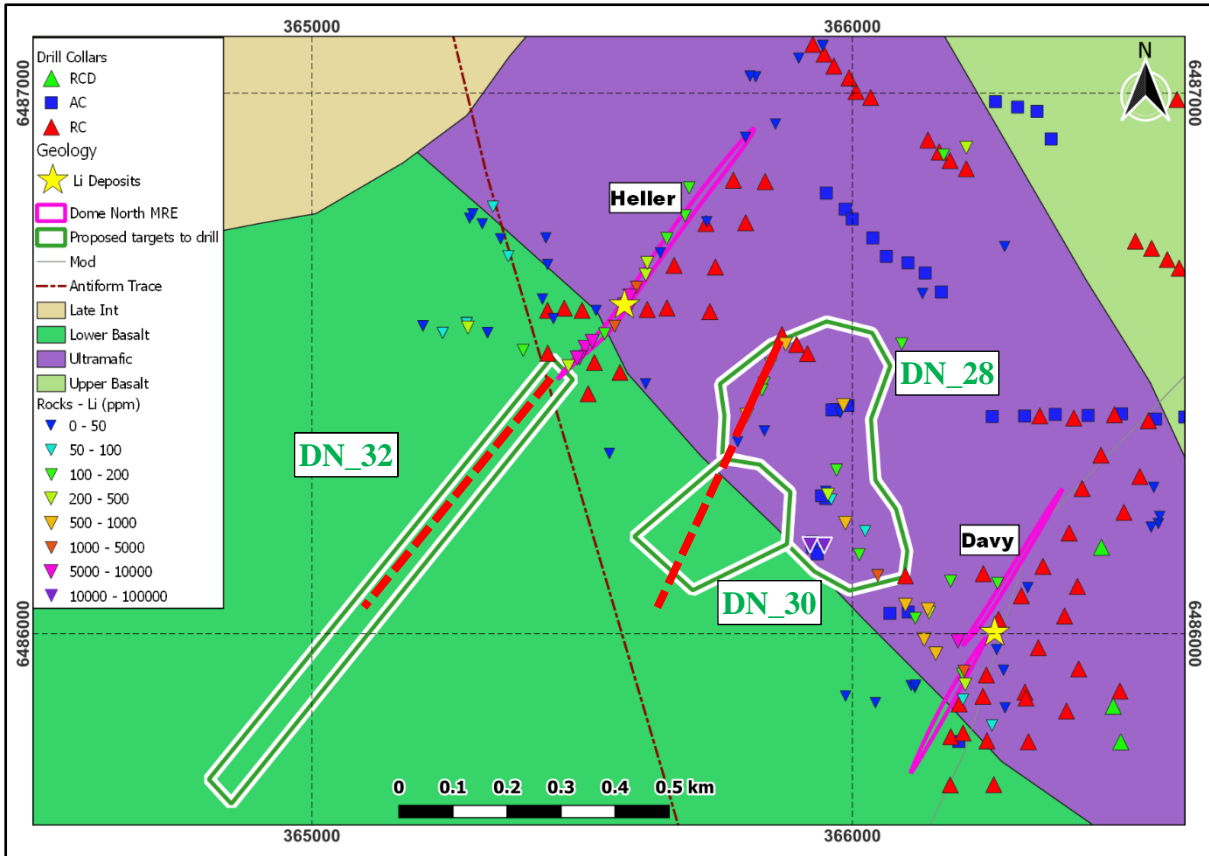 365000
366000
Drill Collars
RCD
AC
RC
Geology
Li Deposits
Dome North MRE
Proposed targets to drill
Mod
Antiform Trace
Late Int
Lower Basalt
Ultramafic
Upper Basalt
Rocks - Li (ppm)
0 - 50
50 - 100
100 - 200
200 - 500
500 - 1000
1000 - 5000
5000 - 10000
10000 - 100000
N
6487000
6487000
Heller
DN_28
DN_32
Davy
DN_30
6486000
6486000
0 0.1 0.2 0.3 0.4 0.5 km
365000
366000